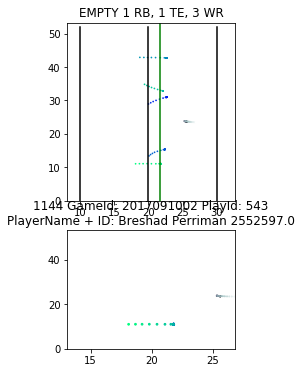 EMPTY 1 RB, 1 TE, 3 WR
50
40
30
20
10
0
10 15 20 25 30
1144 GameId: 2017091002 PlayId: 543
PlayerName + ID: Breshad Perriman 2552597.0
40
20
0
15 20 25